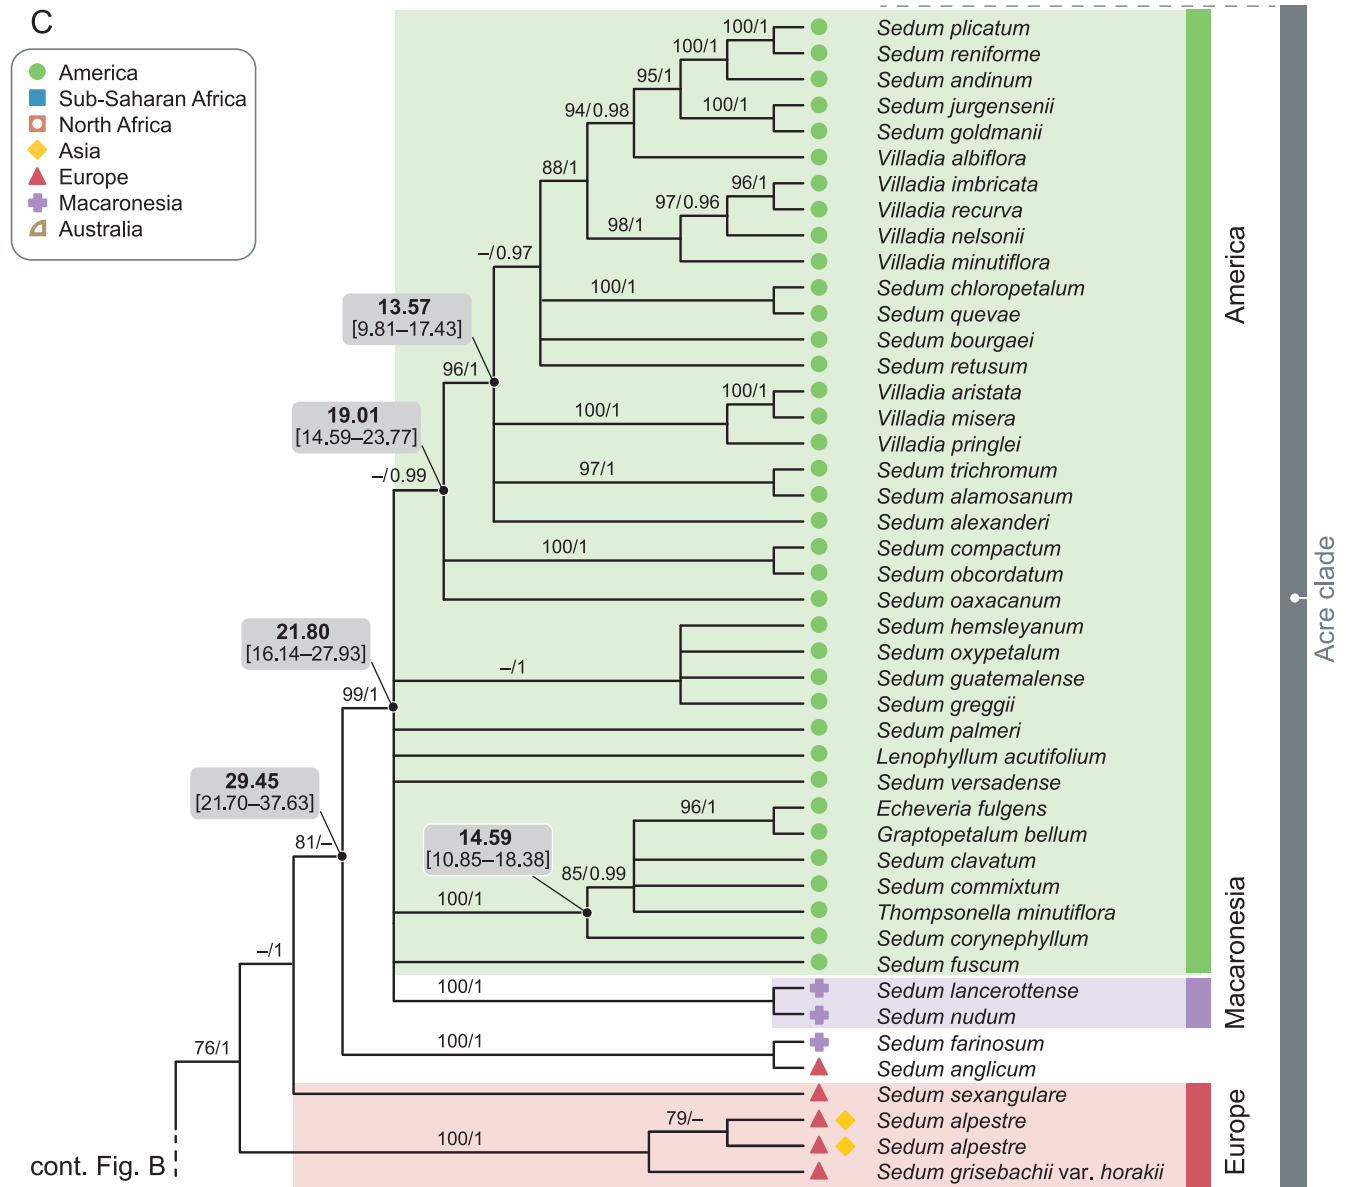 C
America
Sub-Saharan Africa
North Africa
Asia
Europe
Macaronesia
Australia
100/1
Sedum plicatum
Sedum reniforme
100/1
Sedum andinum
95/1
100/1
Sedum jurgensenii
Sedum goldmanii
94/0.98
Villadia albiflora
88/1
96/1
Villadia imbricata
Villadia recurva
97/0.96
Villadia nelsonii
98/1
Villadia minutiflora
–/0.97
100/1
Sedum chloropetalum
Sedum quevae
Sedum bourgaei
Sedum retusum
13.57
[9.81–17.43]
96/1
100/1
Villadia aristata
Villadia misera
100/1
Villadia pringlei
19.01
[14.59–23.77]
97/1
Sedum trichromum
Sedum alamosanum
–/0.99
Sedum alexanderi
100/1
Sedum compactum
Sedum obcordatum
Sedum oaxacanum
21.80
[16.14–27.93]
Sedum hemsleyanum
Sedum oxypetalum
–/1
Sedum guatemalense
Sedum greggii
99/1
Sedum palmeri
Lenophyllum acutifolium
Sedum versadense
29.45
[21.70–37.63]
96/1
Echeveria fulgens
Graptopetalum bellum
14.59
[10.85–18.38]
81/–
85/0.99
Sedum clavatum
Sedum commixtum
100/1
Thompsonella minutiflora
Sedum corynephyllum
–/1
Sedum fuscum
100/1
Sedum lancerottense
Sedum nudum
76/1
100/1
Sedum farinosum
Sedum anglicum
Sedum sexangulare
79/–
Sedum alpestre
100/1
Sedum alpestre
Sedum grisebachii var. horakii
cont. Fig. B
America
Macaronesia
Europe
Acre clade